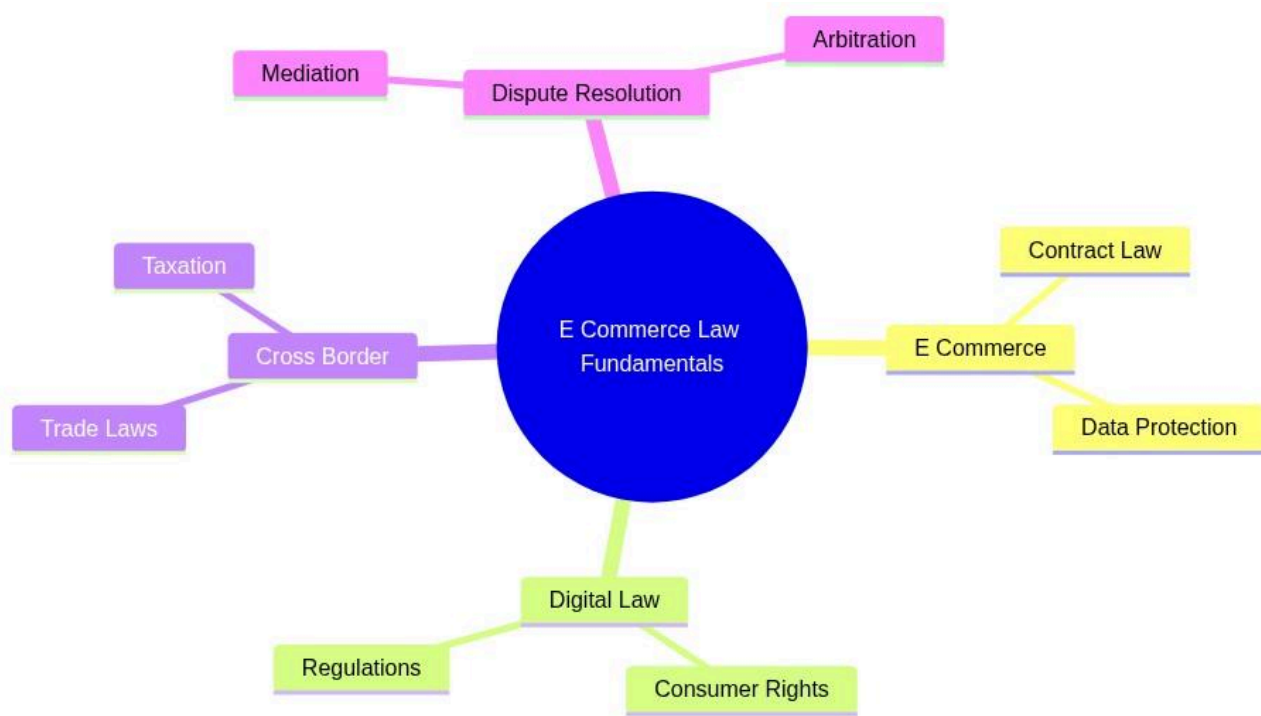 Arbitration
Mediation
Dispute Resolution
Contract Law
Taxation
E Commerce Law
Fundamentals
E Commerce
Cross Border
Trade Laws
Data Protection
Digital Law
Regulations
Consumer Rights